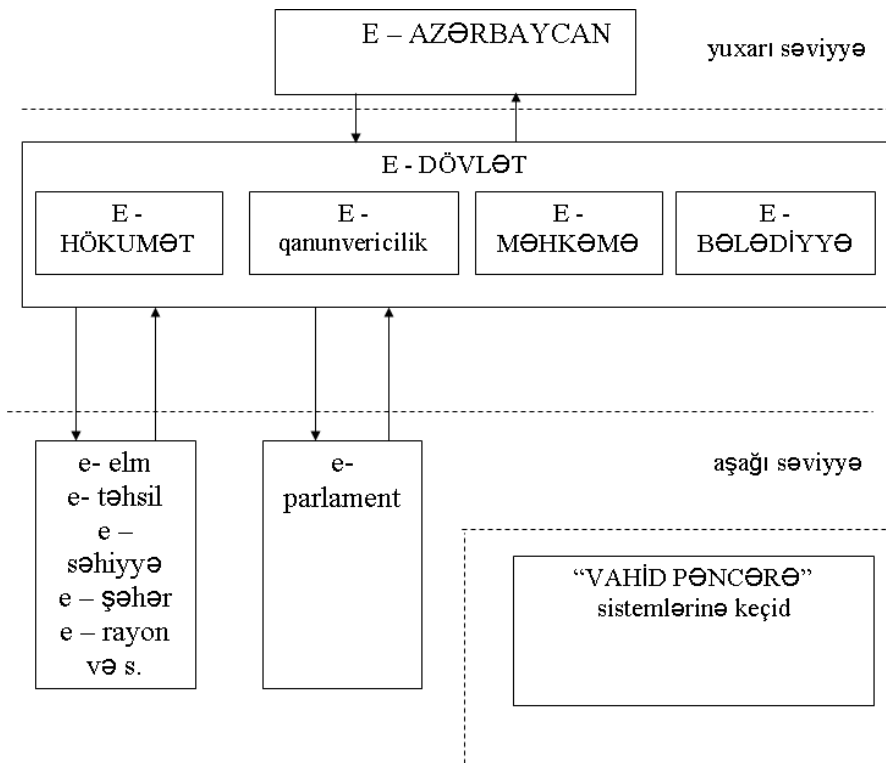 E – AZƏRBAYCAN
yuxarı səviyyə
E - DÖVLƏT
E -
HÖKUMƏT
E -
qanunvericilik
E -
MƏHKƏMƏ
E -
BƏLƏDİYYƏ
e- elm
e- təhsil
e –
səhiyyə
e – şəhər
e – rayon
və s.
e-
parlament
aşağı səviyyə
“VAHİD PƏNCƏRƏ”
sistemlərinə keçid